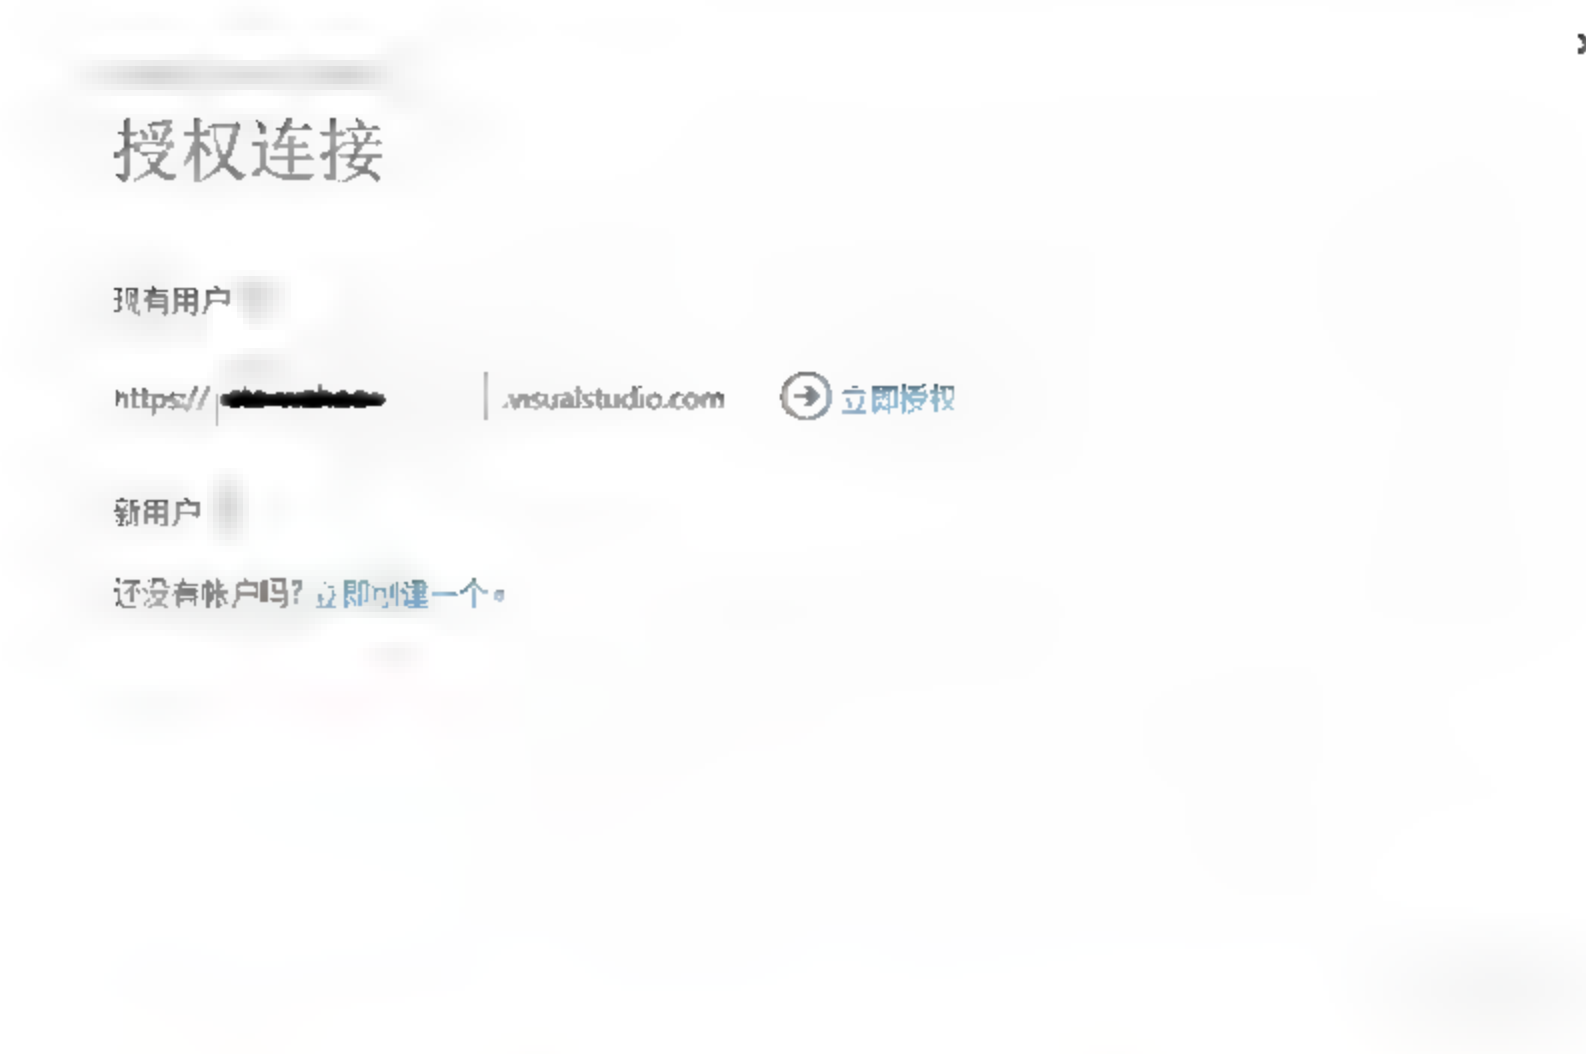 授权连接
现有用户
https:// .visualstudio.com 立即授权
新用户
还没有帐户吗? 立即创建一个。